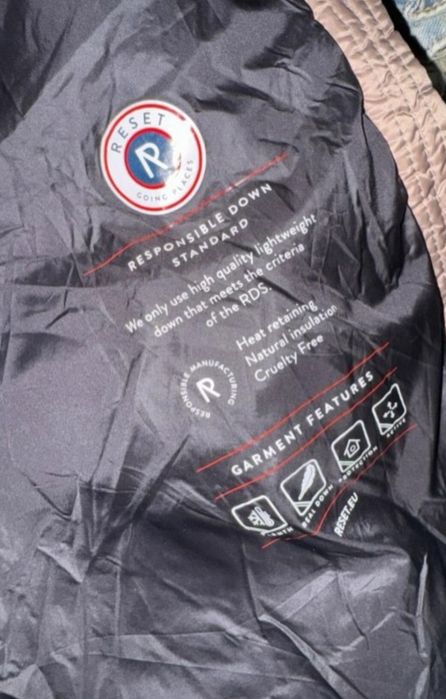 RESET
R
GOING PLACES
RESPONSIBLE DOWN
STANDARD
We only use high quality lightweight
down that meets the criteria
of the RDS.
Heat retaining
Natural insulation
Cruelty Free
RESPONSIBLE MANUFACTURING
R
GARMENT FEATURES
REAL DOWN
PROTECTION
ACTIVE
RESET.EU